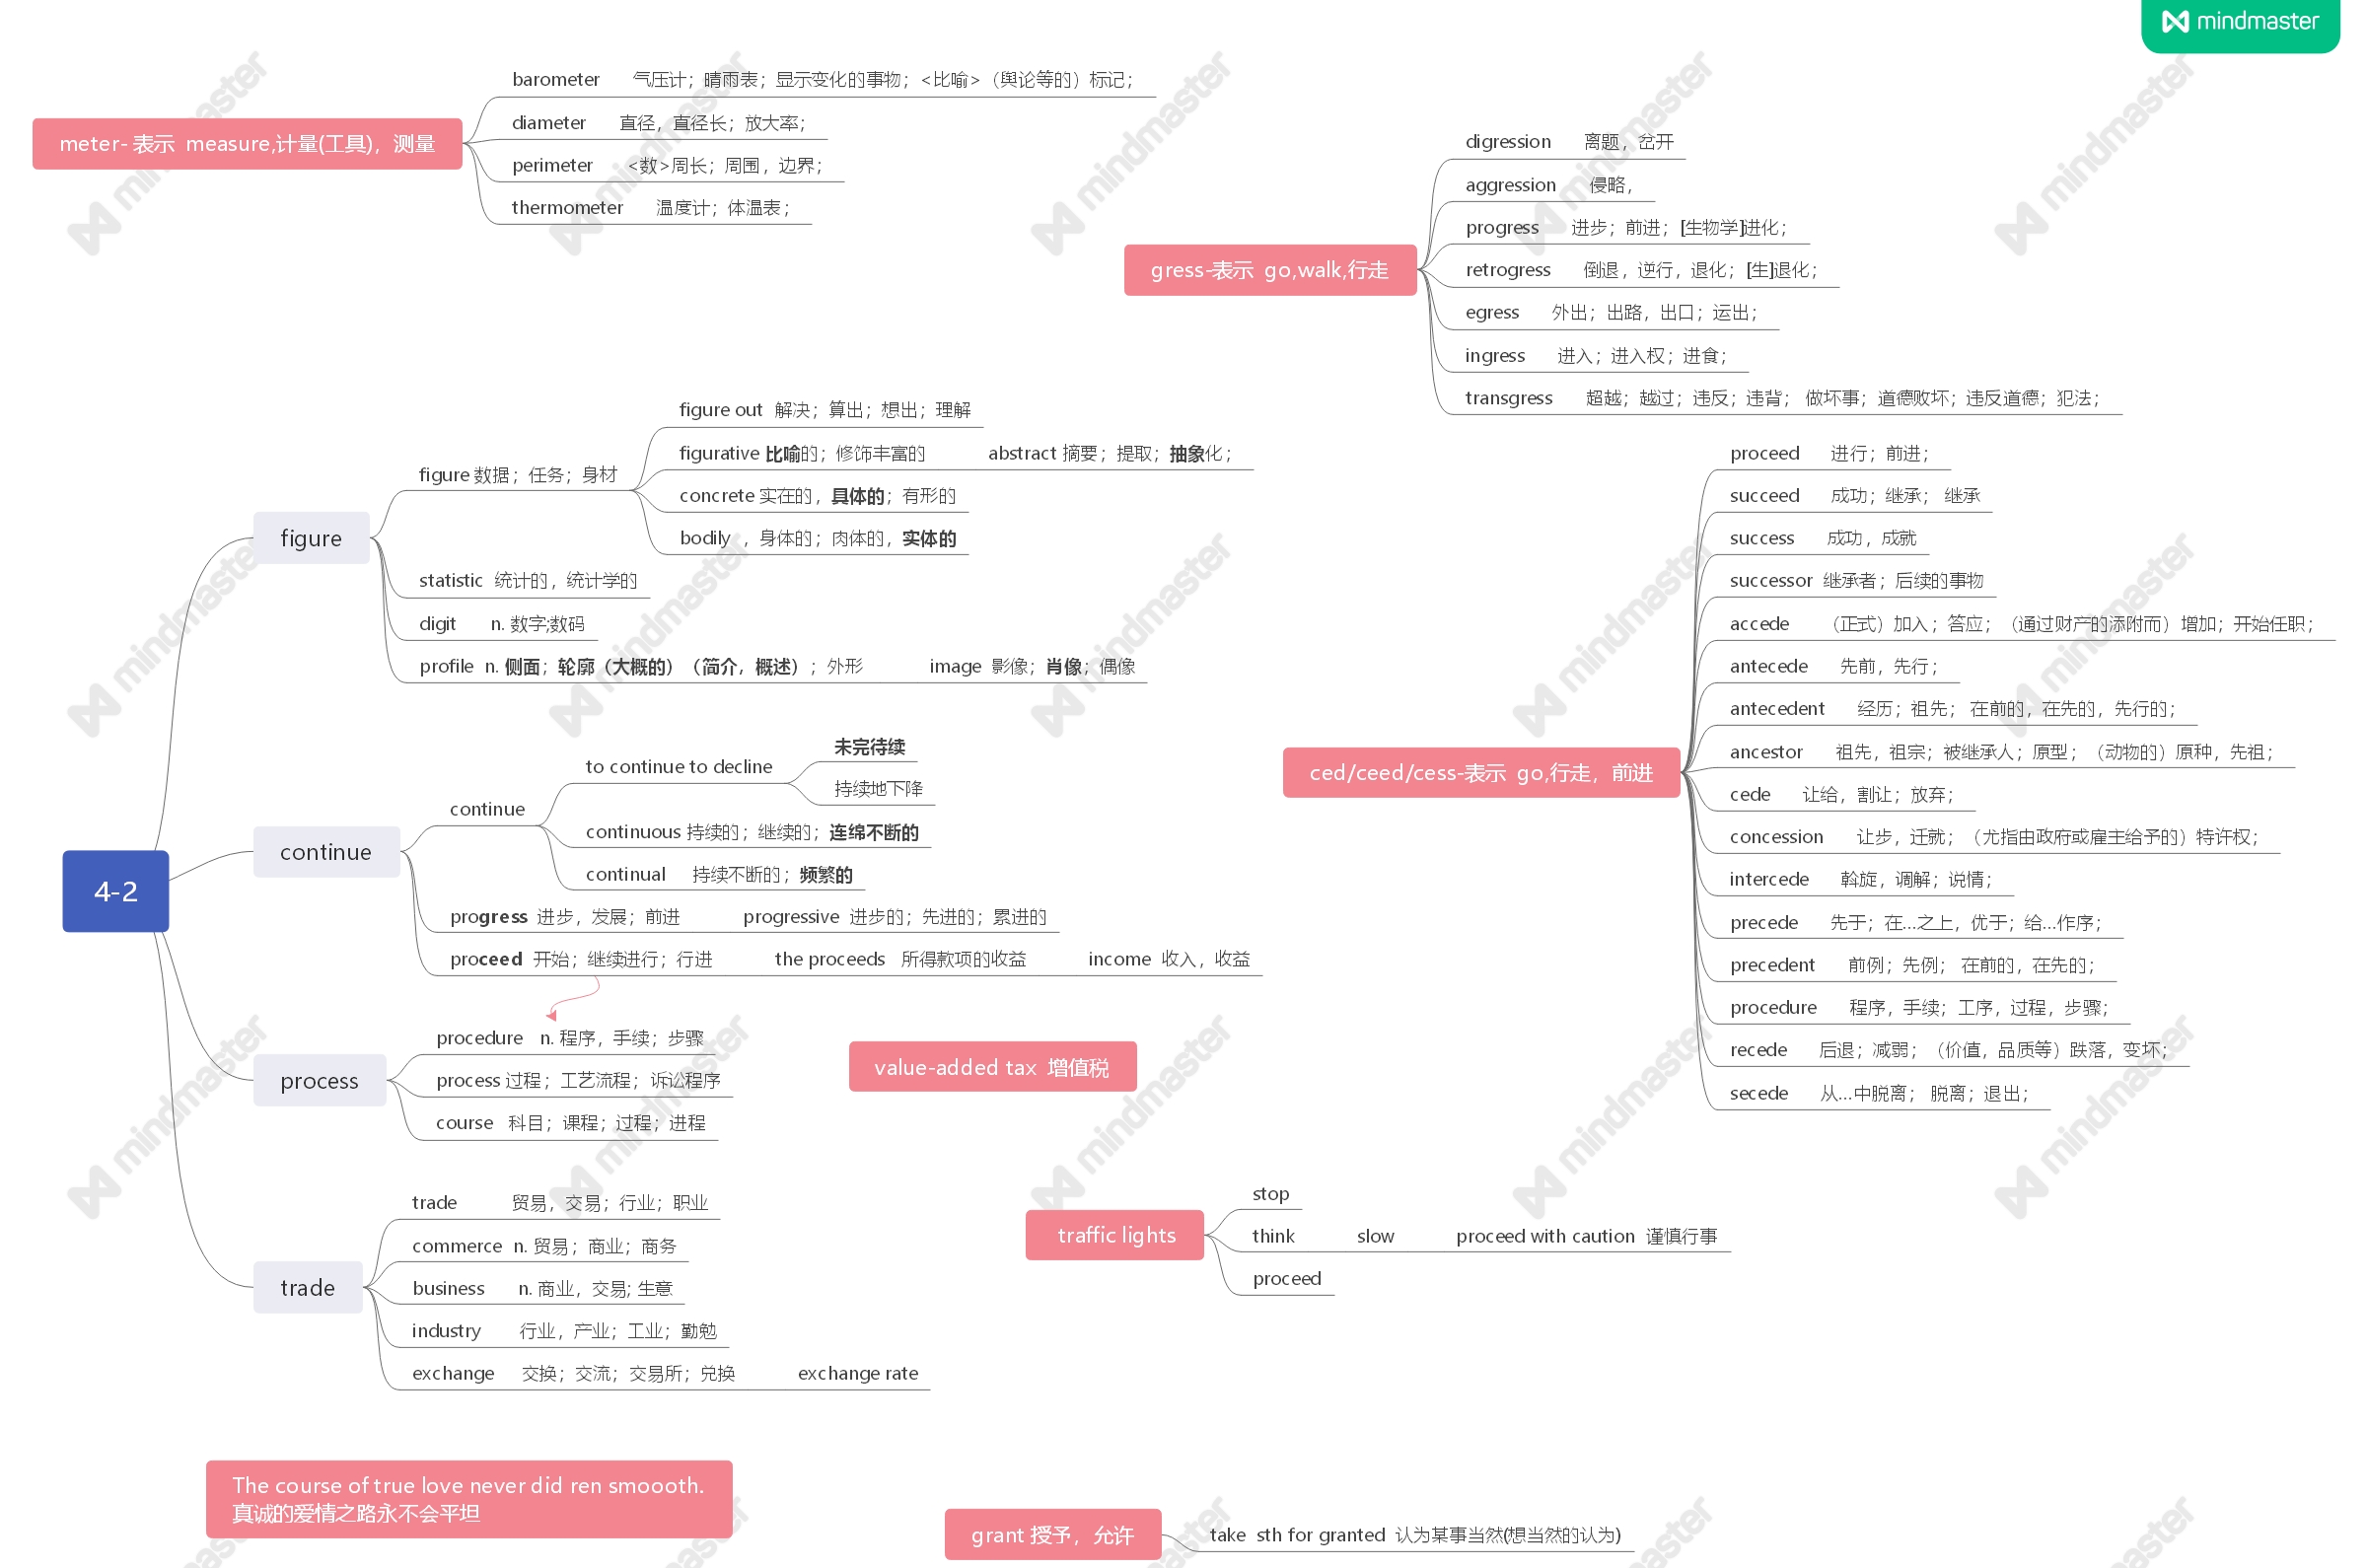 mindmaster
meter- 表示 measure,计量(工具)，测量
barometer 气压计；晴雨表；显示变化的事物；<比喻>（舆论等的）标记；
diameter 直径，直径长；放大率；
perimeter <数>周长；周围，边界；
thermometer 温度计；体温表；
gress-表示 go,walk,行走
digression 离题，岔开
aggression 侵略，
progress 进步；前进；[生物学]进化；
retrogress 倒退，逆行，退化；[生]退化；
egress 外出；出路，出口；运出；
ingress 进入；进入权；进食；
transgress 超越；越过；违反；违背； 做坏事；道德败坏；违反道德；犯法；
4-2
figure
figure 数据；任务；身材
figure out 解决；算出；想出；理解
figurative 比喻的；修饰丰富的 abstract 摘要；提取；抽象化；
concrete 实在的，具体的；有形的
bodily ，身体的；肉体的，实体的
statistic 统计的，统计学的
digit n. 数字;数码
profile n. 侧面；轮廓（大概的）（简介，概述）；外形 image 影像；肖像；偶像
continue
continue
to continue to decline
未完待续
持续地下降
continuous 持续的；继续的；连绵不断的
continual 持续不断的；频繁的
progress 进步，发展；前进 progressive 进步的；先进的；累进的
proceed 开始；继续进行；行进 the proceeds 所得款项的收益 income 收入，收益
process
procedure n. 程序，手续；步骤
process 过程；工艺流程；诉讼程序
course 科目；课程；过程；进程
trade
trade 贸易，交易；行业；职业
commerce n. 贸易；商业；商务
business n. 商业，交易; 生意
industry 行业，产业；工业；勤勉
exchange 交换；交流；交易所；兑换 exchange rate
ced/ceed/cess-表示 go,行走，前进
proceed 进行；前进；
succeed 成功；继承； 继承
success 成功，成就
successor 继承者；后续的事物
accede （正式）加入；答应；（通过财产的添附而）增加；开始任职；
antecede 先前，先行；
antecedent 经历；祖先； 在前的，在先的，先行的；
ancestor 祖先，祖宗；被继承人；原型；（动物的）原种，先祖；
cede 让给，割让；放弃；
concession 让步，迁就；（尤指由政府或雇主给予的）特许权；
intercede 斡旋，调解；说情；
precede 先于；在…之上，优于；给…作序；
precedent 前例；先例； 在前的，在先的；
procedure 程序，手续；工序，过程，步骤；
recede 后退；减弱；（价值，品质等）跌落，变坏；
secede 从…中脱离； 脱离；退出；
value-added tax 增值税
traffic lights
stop
think slow proceed with caution 谨慎行事
proceed
The course of true love never did ren smoooth.
真诚的爱情之路永不会平坦
grant 授予，允许
take sth for granted 认为某事当然(想当然的认为)